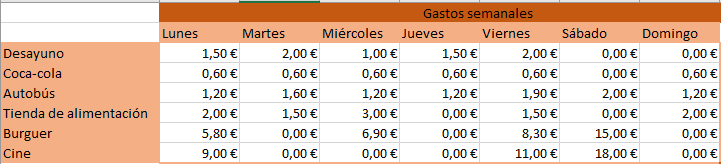 Gastos semanales
Lunes Martes Miércoles Jueves Viernes Sábado Domingo
Desayuno 1,50 € 2,00 € 1,00 € 1,50 € 2,00 € 0,00 € 0,00 €
Coca-cola 0,60 € 0,60 € 0,60 € 0,60 € 0,60 € 0,00 € 0,60 €
Autobús 1,20 € 1,60 € 1,20 € 1,20 € 1,90 € 2,00 € 1,20 €
Tienda de alimentación 2,00 € 1,50 € 3,00 € 0,00 € 1,50 € 0,00 € 2,00 €
Burguer 5,80 € 0,00 € 6,90 € 0,00 € 8,30 € 15,00 € 0,00 €
Cine 9,00 € 0,00 € 0,00 € 0,00 € 11,00 € 18,00 € 0,00 €